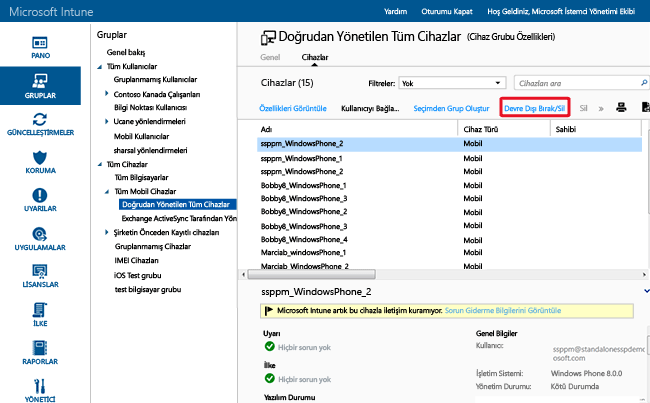 Microsoft Intune
Yardım Oturumu Kapat Hoş Geldiniz, Microsoft İstemci Yönetimi Ekibi
PANO
GRUPLAR
GÜNCELLEŞTİRMELER
KORUMA
UYARILAR
UYGULAMALAR
LİSANSLAR
İLKE
RAPORLAR
YÖNETİCİ
Gruplar
Genel bakış
Tüm Kullanıcılar
Gruplanmamış Kullanıcılar
Contoso Kanada Çalışanları
Bilgi Noktası Kullanıcısı
Ucane yönlendirmeleri
Mobil Kullanıcılar
sharsal yönlendirmeleri
Tüm Cihazlar
Tüm Bilgisayarlar
Tüm Mobil Cihazlar
Doğrudan Yönetilen Tüm Cihazlar
Exchange ActiveSync Tarafından Yön
Şirketin Önceden Kayıtlı cihazları
Gruplanmamış Cihazlar
IMEI Cihazları
iOS Test grubu
test bilgisayar grubu
Doğrudan Yönetilen Tüm Cihazlar (Cihaz Grubu Özellikleri)
Genel Cihazlar
Cihazlar (15) Filtreler: Yok Cihazları ara
Özellikleri Görüntüle Kullanıcıyı Bağla... Seçimden Grup Oluştur Devre Dışı Bırak/Sil Sil »
Adı Cihaz Türü Sahibi
ssppm_WindowsPhone_2 Mobil
ssppm_WindowsPhone_1 Mobil
ssppm_WindowsPhone_2 Mobil
Bobby8_WindowsPhone_1 Mobil
Bobby8_WindowsPhone_3 Mobil
Bobby8_WindowsPhone_2 Mobil
Bobby8_WindowsPhone_3 Mobil
Bobby8_WindowsPhone_4 Mobil
Marciab_WindowsPhone_1 Mobil
Marciab_WindowsPhone_2 Mobil
ssppm_WindowsPhone_2
Microsoft Intune artık bu cihazla iletişim kuramıyor. Sorun Giderme Bilgilerini Görüntüle
Uyarı
Hiçbir sorun yok
İlke
Hiçbir sorun yok
Yazılım Durumu
Genel Bilgiler
Kullanıcı: ssppm@standalonesspdemo
osoft.com
İşletim Sistemi: Windows Phone 8.0.0
Yönetim Durumu: Kötü Durumda